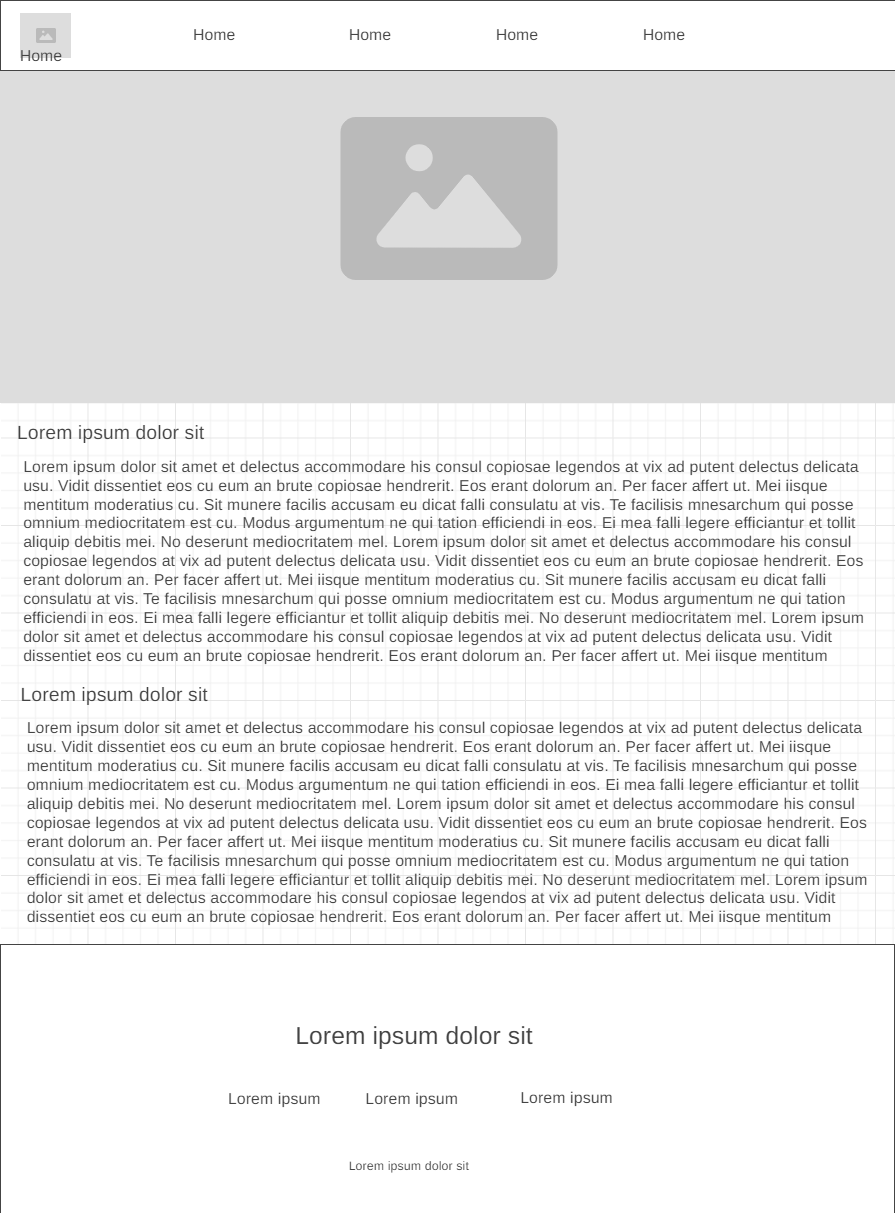 Home
Home
Home
Home
Home
Lorem ipsum dolor sit
Lorem ipsum dolor sit amet et delectus accommodare his consul copiosae legendos at vix ad putent delectus delicata
usu. Vidit dissentiet eos cu eum an brute copiosae hendrerit. Eos erant dolorum an. Per facer affert ut. Mei iisque
mentitum moderatius cu. Sit munere facilis accusam eu dicat falli consulatu at vis. Te facilisis mnesarchum qui posse
omnium mediocritatem est cu. Modus argumentum ne qui tation efficiendi in eos. Ei mea falli legere efficiantur et tollit
aliquip debitis mei. No deserunt mediocritatem mel. Lorem ipsum dolor sit amet et delectus accommodare his consul
copiosae legendos at vix ad putent delectus delicata usu. Vidit dissentiet eos cu eum an brute copiosae hendrerit. Eos
erant dolorum an. Per facer affert ut. Mei iisque mentitum moderatius cu. Sit munere facilis accusam eu dicat falli
consulatu at vis. Te facilisis mnesarchum qui posse omnium mediocritatem est cu. Modus argumentum ne qui tation
efficiendi in eos. Ei mea falli legere efficiantur et tollit aliquip debitis mei. No deserunt mediocritatem mel. Lorem ipsum
dolor sit amet et delectus accommodare his consul copiosae legendos at vix ad putent delectus delicata usu. Vidit
dissentiet eos cu eum an brute copiosae hendrerit. Eos erant dolorum an. Per facer affert ut. Mei iisque mentitum
Lorem ipsum dolor sit
Lorem ipsum dolor sit amet et delectus accommodare his consul copiosae legendos at vix ad putent delectus delicata
usu. Vidit dissentiet eos cu eum an brute copiosae hendrerit. Eos erant dolorum an. Per facer affert ut. Mei iisque
mentitum moderatius cu. Sit munere facilis accusam eu dicat falli consulatu at vis. Te facilisis mnesarchum qui posse
omnium mediocritatem est cu. Modus argumentum ne qui tation efficiendi in eos. Ei mea falli legere efficiantur et tollit
aliquip debitis mei. No deserunt mediocritatem mel. Lorem ipsum dolor sit amet et delectus accommodare his consul
copiosae legendos at vix ad putent delectus delicata usu. Vidit dissentiet eos cu eum an brute copiosae hendrerit. Eos
erant dolorum an. Per facer affert ut. Mei iisque mentitum moderatius cu. Sit munere facilis accusam eu dicat falli
consulatu at vis. Te facilisis mnesarchum qui posse omnium mediocritatem est cu. Modus argumentum ne qui tation
efficiendi in eos. Ei mea falli legere efficiantur et tollit aliquip debitis mei. No deserunt mediocritatem mel. Lorem ipsum
dolor sit amet et delectus accommodare his consul copiosae legendos at vix ad putent delectus delicata usu. Vidit
dissentiet eos cu eum an brute copiosae hendrerit. Eos erant dolorum an. Per facer affert ut. Mei iisque mentitum
Lorem ipsum dolor sit
Lorem ipsum
Lorem ipsum
Lorem ipsum
Lorem ipsum dolor sit